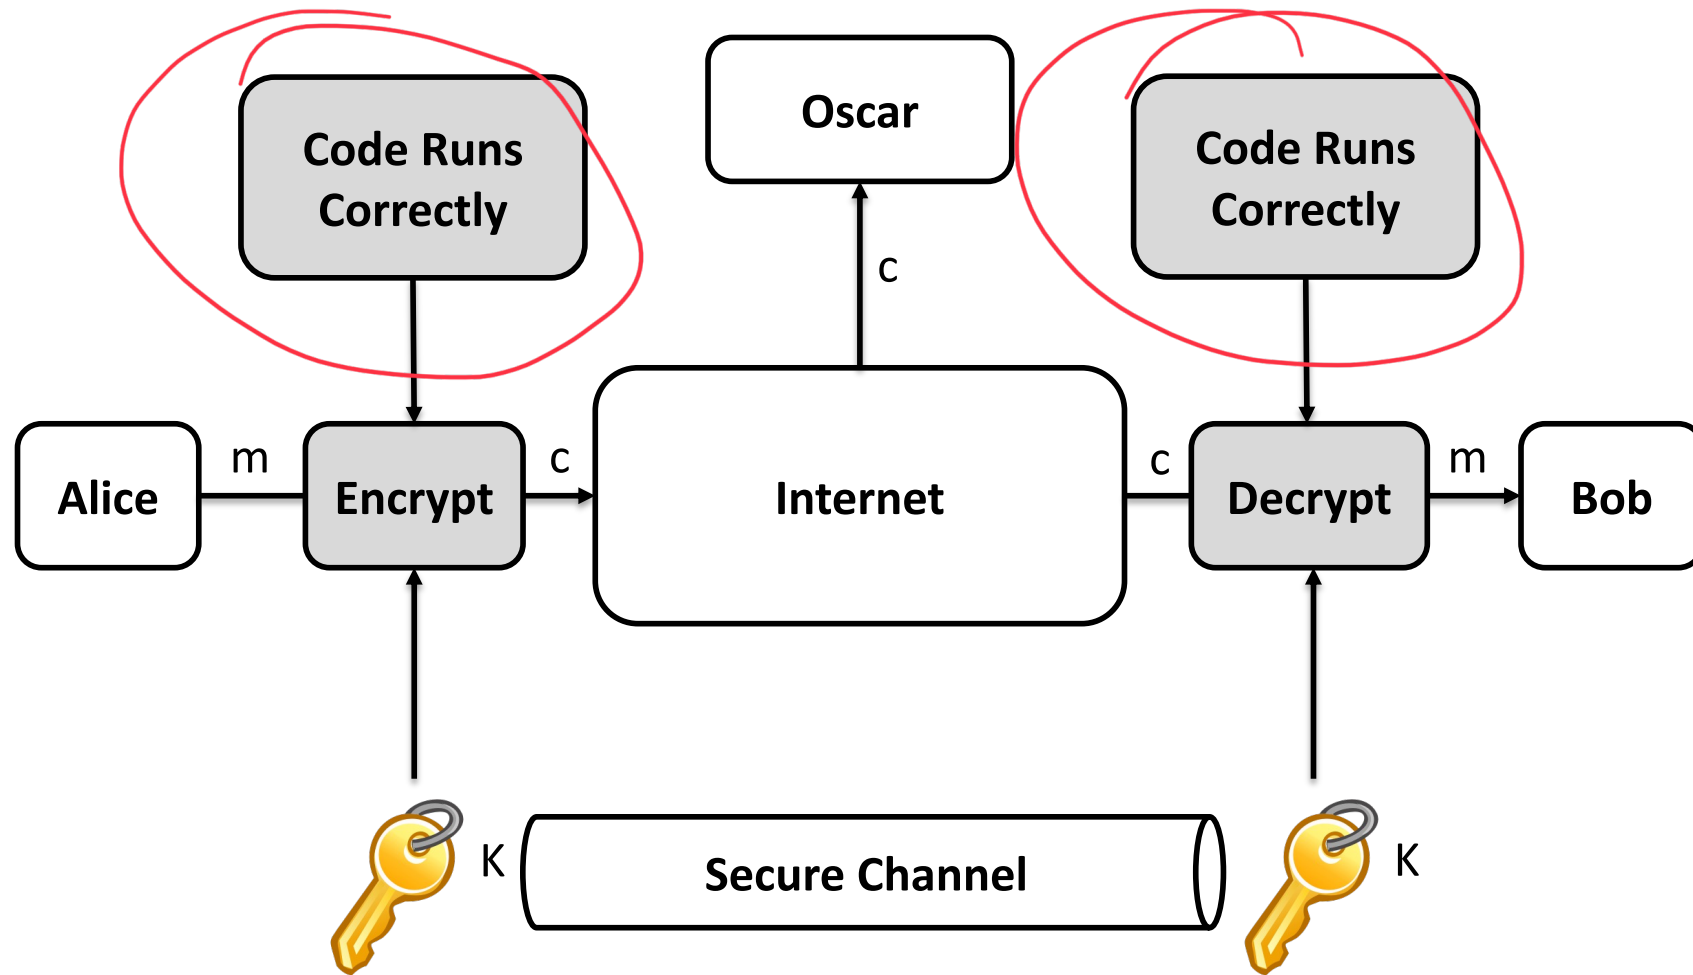 Oscar
Code Runs
Correctly
Code Runs
Correctly
c
Alice
m
Encrypt
c
Internet
c
Decrypt
m
Bob
K
Secure Channel
K